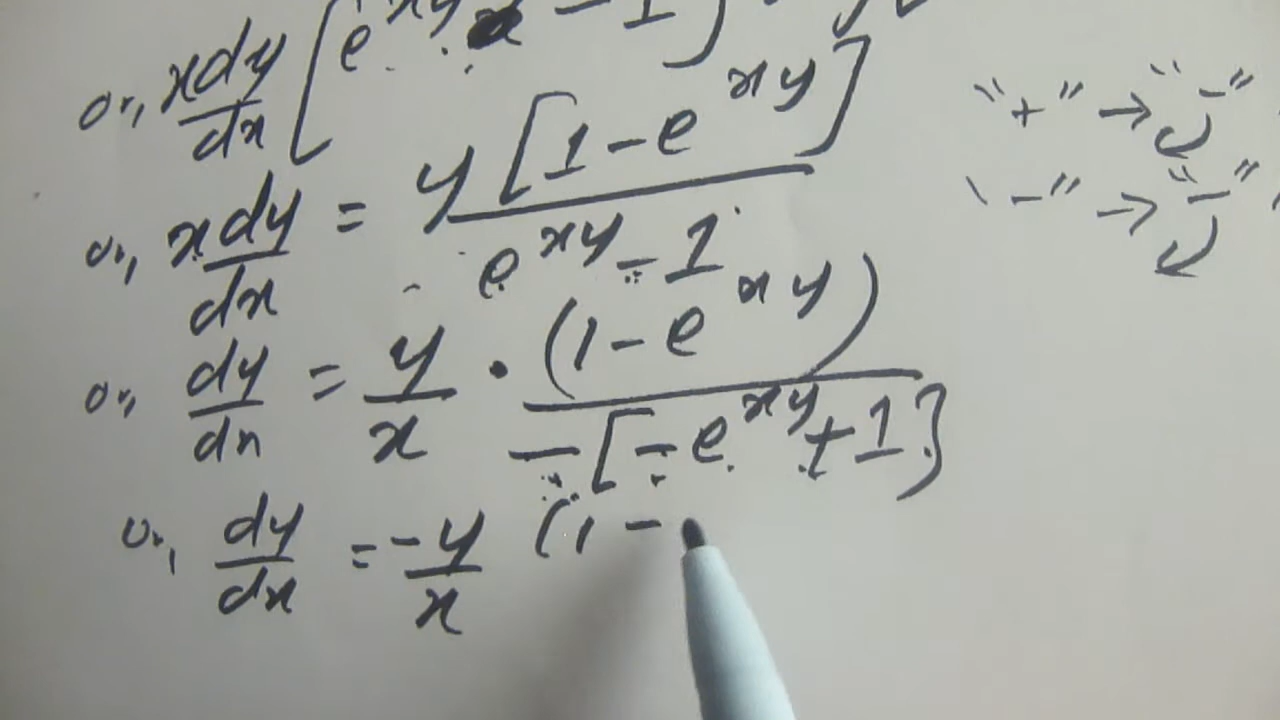 or, xdy/dx [e^xy - 1]
or, xdy/dx = y[1 - e^xy] / e^xy - 1
or, dy/dx = y/x · (1 - e^xy) / -[-e^xy + 1}
or, dy/dx = -y/x (1 -
"+" → "-"
"-" → "-"